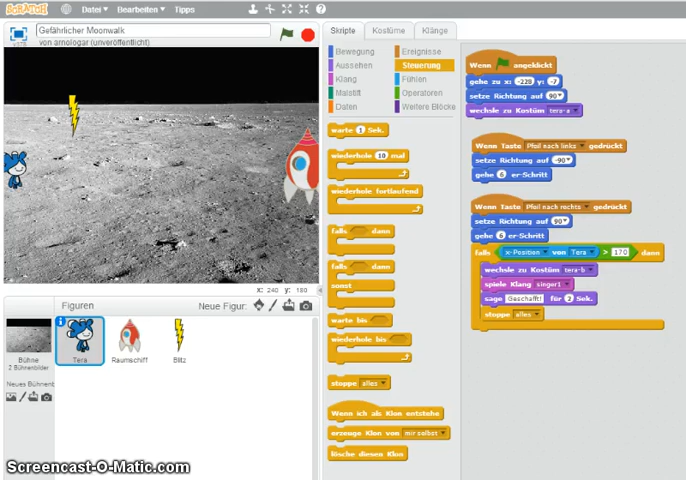 SCRATCH
Datei ▼ Bearbeiten ▼ Tipps
Gefährlicher Moonwalk
von arnologar (unveröffentlicht)
x: 240 y: 180
Figuren
Neue Figur:
Bühne
2 Bühnenbilder
Neues Bühnenb
Tera
Raumschiff
Blitz
Skripte
Kostüme
Klänge
Bewegung
Ereignisse
Aussehen
Steuerung
Klang
Fühlen
Malstift
Operatoren
Daten
Weitere Blöcke
warte 1 Sek.
wiederhole 10 mal
wiederhole fortlaufend
falls dann
falls dann
sonst
warte bis
wiederhole bis
stoppe alles
Wenn ich als Klon entstehe
erzeuge Klon von mir selbst
lösche diesen Klon
Wenn angeklickt
gehe zu x: -228 y: -7
setze Richtung auf 90
wechsle zu Kostüm tera-a
Wenn Taste Pfeil nach links gedrückt
setze Richtung auf -90
gehe 6 er-Schritt
Wenn Taste Pfeil nach rechts gedrückt
setze Richtung auf 90
gehe 6 er-Schritt
falls x-Position von Tera > 170 dann
wechsle zu Kostüm tera-b
spiele Klang singer1
sage Geschafft! für 2 Sek.
stoppe alles
Screencast-O-Matic.com